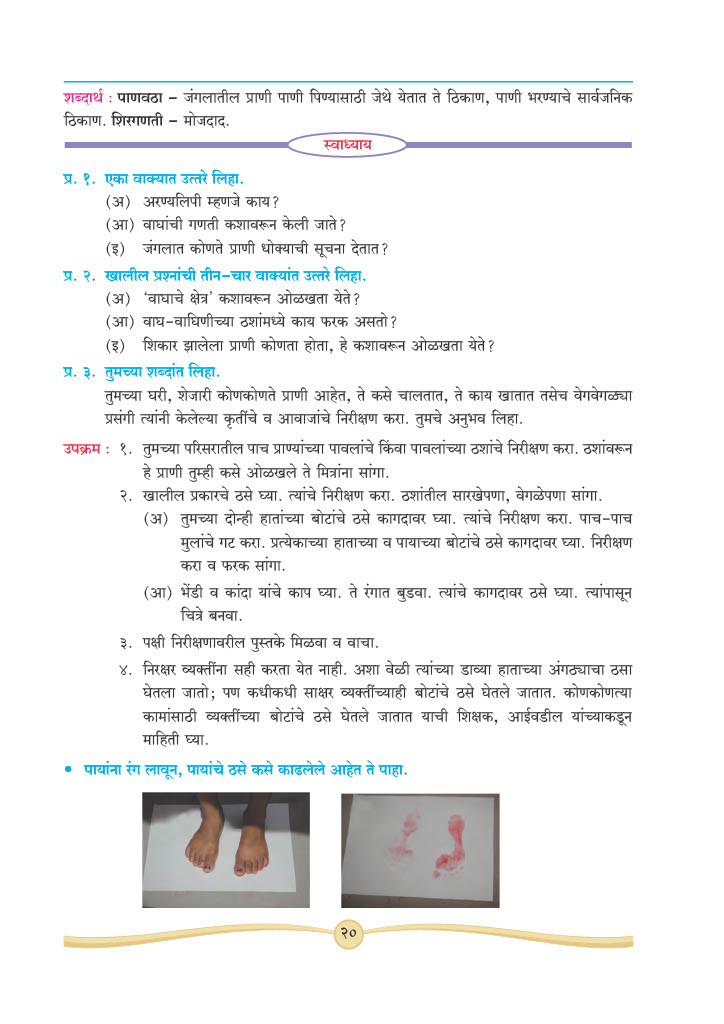 शब्दार्थ : पाणवठा – जंगलातील प्राणी पाणी पिण्यासाठी जेथे येतात ते ठिकाण, पाणी भरण्याचे सार्वजनिक
ठिकाण. शिरगणती – मोजदाद.
स्वाध्याय
प्र. १. एका वाक्यात उत्तरे लिहा.
(अ) अरण्यलिपी म्हणजे काय?
(आ) वाघांची गणती कशावरून केली जाते?
(इ) जंगलात कोणते प्राणी धोक्याची सूचना देतात?
प्र. २. खालील प्रश्नांची तीन-चार वाक्यांत उत्तरे लिहा.
(अ) ‘वाघाचे क्षेत्र’ कशावरून ओळखता येते?
(आ) वाघ-वाघिणीच्या ठशांमध्ये काय फरक असतो?
(इ) शिकार झालेला प्राणी कोणता होता, हे कशावरून ओळखता येते?
प्र. ३. तुमच्या शब्दांत लिहा.
तुमच्या घरी, शेजारी कोणकोणते प्राणी आहेत, ते कसे चालतात, ते काय खातात तसेच वेगवेगळ्या
प्रसंगी त्यांनी केलेल्या कृतींचे व आवाजांचे निरीक्षण करा. तुमचे अनुभव लिहा.
उपक्रम : १. तुमच्या परिसरातील पाच प्राण्यांच्या पावलांचे किंवा पावलांच्या ठशांचे निरीक्षण करा. ठशांवरून
हे प्राणी तुम्ही कसे ओळखले ते मित्रांना सांगा.
२. खालील प्रकारचे ठसे घ्या. त्यांचे निरीक्षण करा. ठशांतील सारखेपणा, वेगळेपणा सांगा.
(अ) तुमच्या दोन्ही हातांच्या बोटांचे ठसे कागदावर घ्या. त्यांचे निरीक्षण करा. पाच-पाच
मुलांचे गट करा. प्रत्येकाच्या हाताच्या व पायाच्या बोटांचे ठसे कागदावर घ्या. निरीक्षण
करा व फरक सांगा.
(आ) भेंडी व कांदा यांचे काप घ्या. ते रंगात बुडवा. त्यांचे कागदावर ठसे घ्या. त्यांपासून
चित्रे बनवा.
३. पक्षी निरीक्षणावरील पुस्तके मिळवा व वाचा.
४. निरक्षर व्यक्तींना सही करता येत नाही. अशा वेळी त्यांच्या डाव्या हाताच्या अंगठ्याचा ठसा
घेतला जातो; पण कधीकधी साक्षर व्यक्तींच्याही बोटांचे ठसे घेतले जातात. कोणकोणत्या
कामांसाठी व्यक्तींच्या बोटांचे ठसे घेतले जातात याची शिक्षक, आईवडील यांच्याकडून
माहिती घ्या.
• पायांना रंग लावून, पायांचे ठसे कसे काढलेले आहेत ते पाहा.
२०